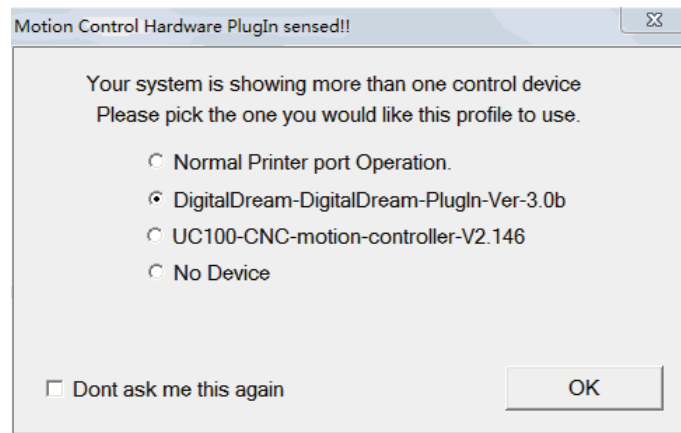 Motion Control Hardware PlugIn sensed!!
Your system is showing more than one control device
Please pick the one you would like this profile to use.
Normal Printer port Operation.
DigitalDream-DigitalDream-PlugIn-Ver-3.0b
UC100-CNC-motion-controller-V2.146
No Device
Dont ask me this again
OK